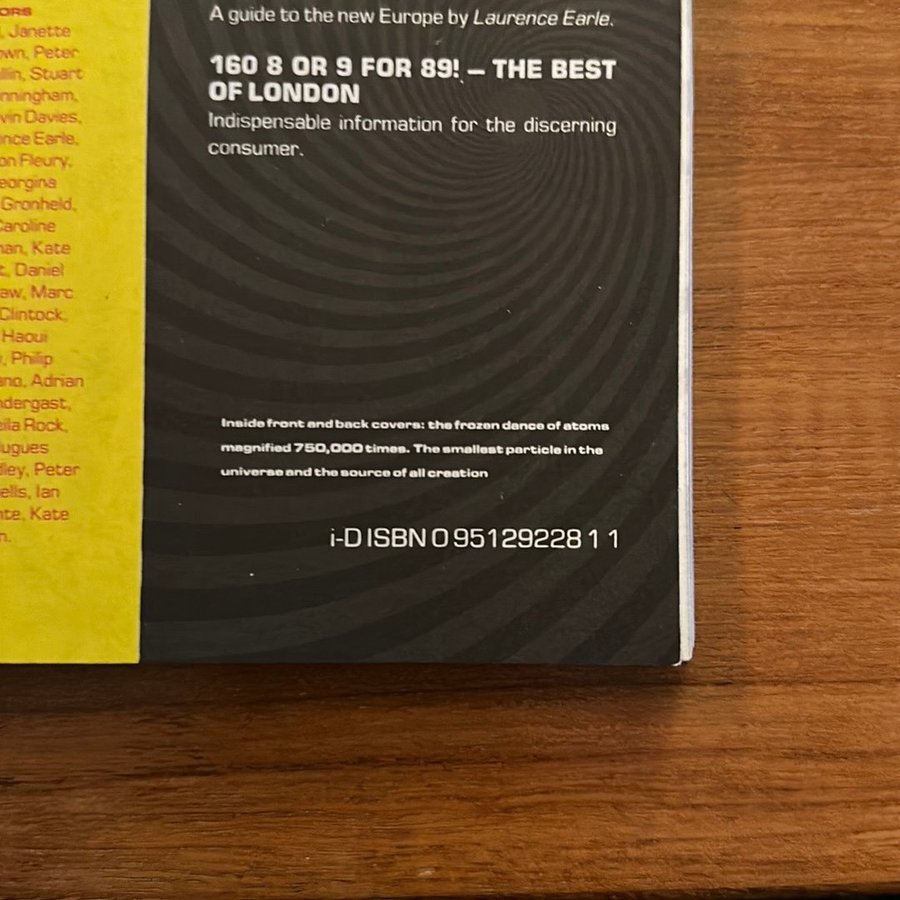 ORS
Janette
Peter
Stuart
Davies,
Earle,
Fleury,
Gronheld,
Caroline
Kate
Daniel
Marc
Clintock,
Haoui
Philip
Adrian
Rock,
Peter
Ian
Kate
A guide to the new Europe by Laurence Earle.
160 8 OR 9 FOR 89! – THE BEST
OF LONDON
Indispensable information for the discerning
consumer.
Inside front and back covers: the frozen dance of atoms
magnified 750,000 times. The smallest particle in the
universe and the source of all creation
i-D ISBN 0 951292281 1